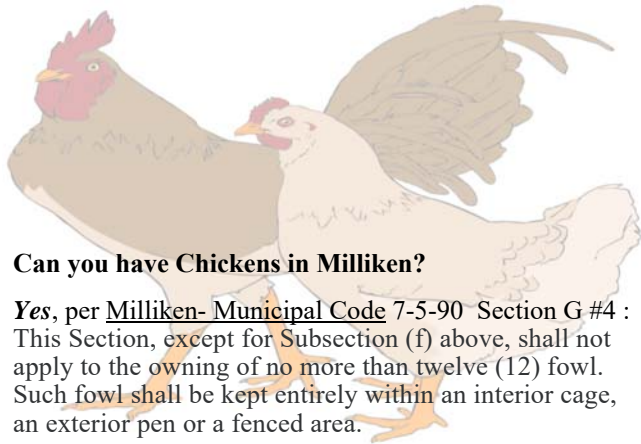 Can you have Chickens in Milliken?
Yes, per Milliken- Municipal Code 7-5-90 Section G #4 :
This Section, except for Subsection (f) above, shall not
apply to the owning of no more than twelve (12) fowl.
Such fowl shall be kept entirely within an interior cage,
an exterior pen or a fenced area.